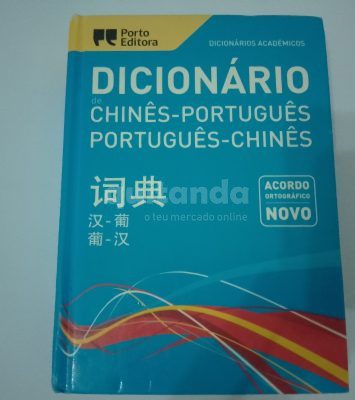 Porto
Editora
DICIONÁRIOS ACADÉMICOS
DICIONÁRIO
de
CHINÊS-PORTUGUÊS
PORTUGUÊS-CHINÊS
词典
汉-葡
葡-汉
o teu mercado online
ACORDO
ORTOGRÁFICO
NOVO